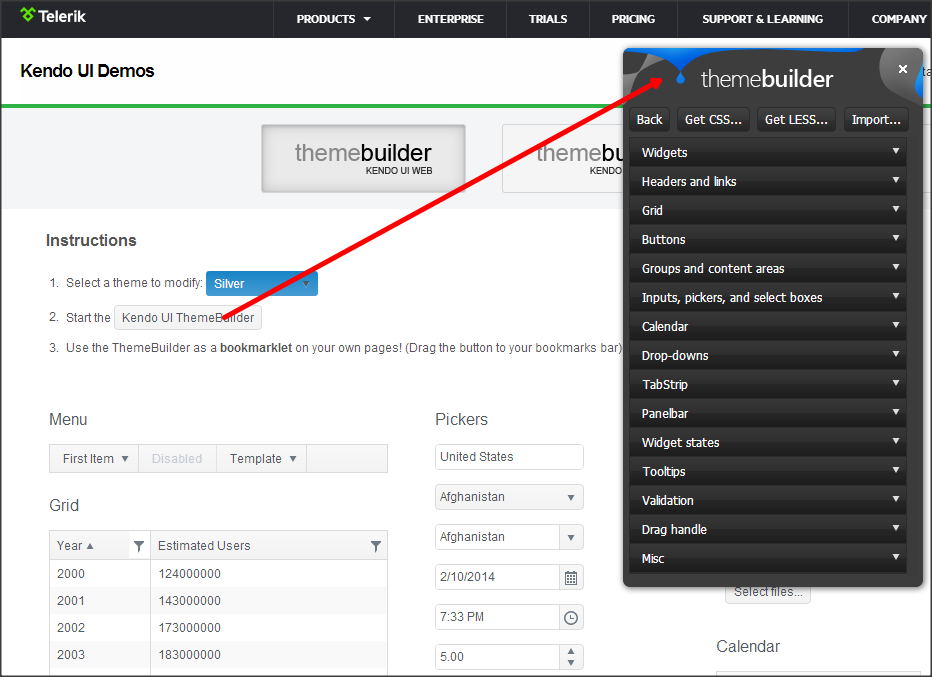 Telerik
PRODUCTS
ENTERPRISE
TRIALS
PRICING
SUPPORT & LEARNING
COMPANY
Kendo UI Demos
themebuilder
KENDO UI WEB
themebu
KENDO
Instructions
1. Select a theme to modify: Silver
2. Start the Kendo UI ThemeBuilder
3. Use the ThemeBuilder as a bookmarklet on your own pages! (Drag the button to your bookmarks bar)
Menu
First Item
Disabled
Template
Grid
Year Estimated Users
2000 124000000
2001 143000000
2002 173000000
2003 183000000
Pickers
United States
Afghanistan
Afghanistan
2/10/2014
7:33 PM
5.00
themebuilder
Back
Get CSS...
Get LESS...
Import...
Widgets
Headers and links
Grid
Buttons
Groups and content areas
Inputs, pickers, and select boxes
Calendar
Drop-downs
TabStrip
Panelbar
Widget states
Tooltips
Validation
Drag handle
Misc
Select files...
Calendar